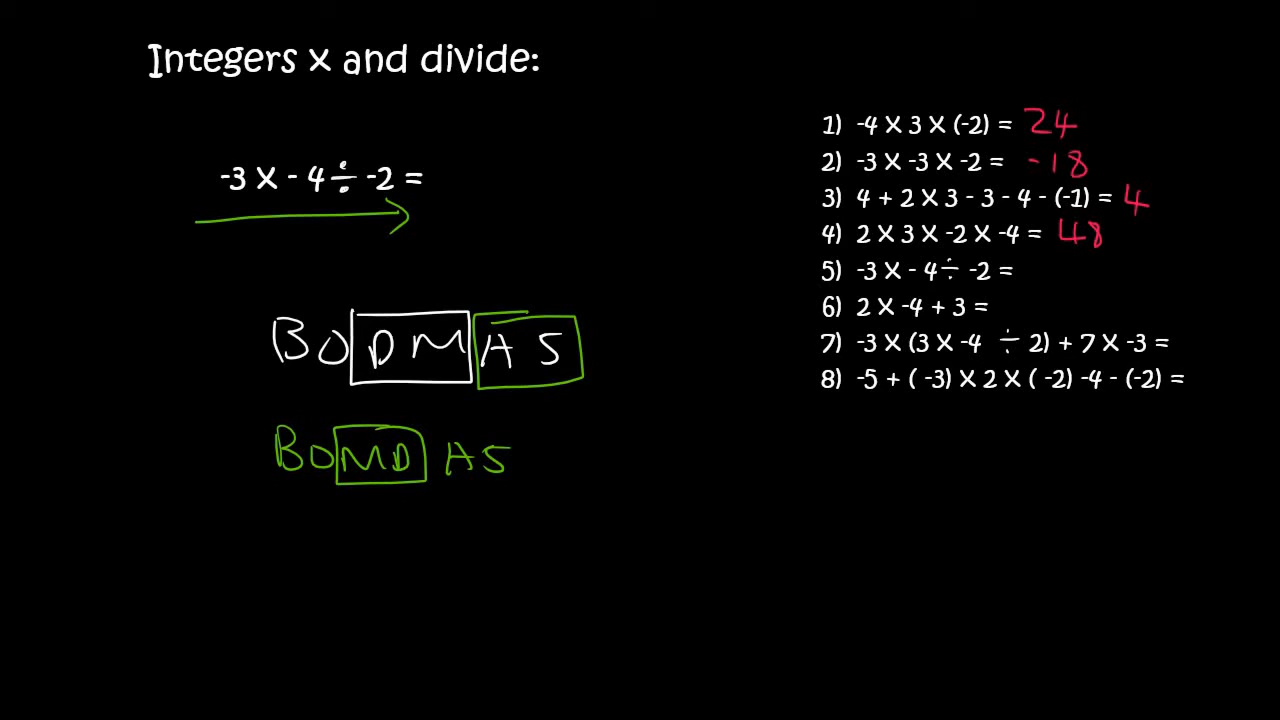 Integers x and divide:
-3 X - 4 ÷ -2 =
BODMAS
BOMDAS
1) -4 X 3 X (-2) = 24
2) -3 X -3 X -2 = -18
3) 4 + 2 X 3 - 3 - 4 - (-1) = 4
4) 2 X 3 X -2 X -4 = 48
5) -3 X - 4 ÷ -2 =
6) 2 X -4 + 3 =
7) -3 X (3 X -4 ÷ 2) + 7 X -3 =
8) -5 + ( -3) X 2 X ( -2) -4 - (-2) =